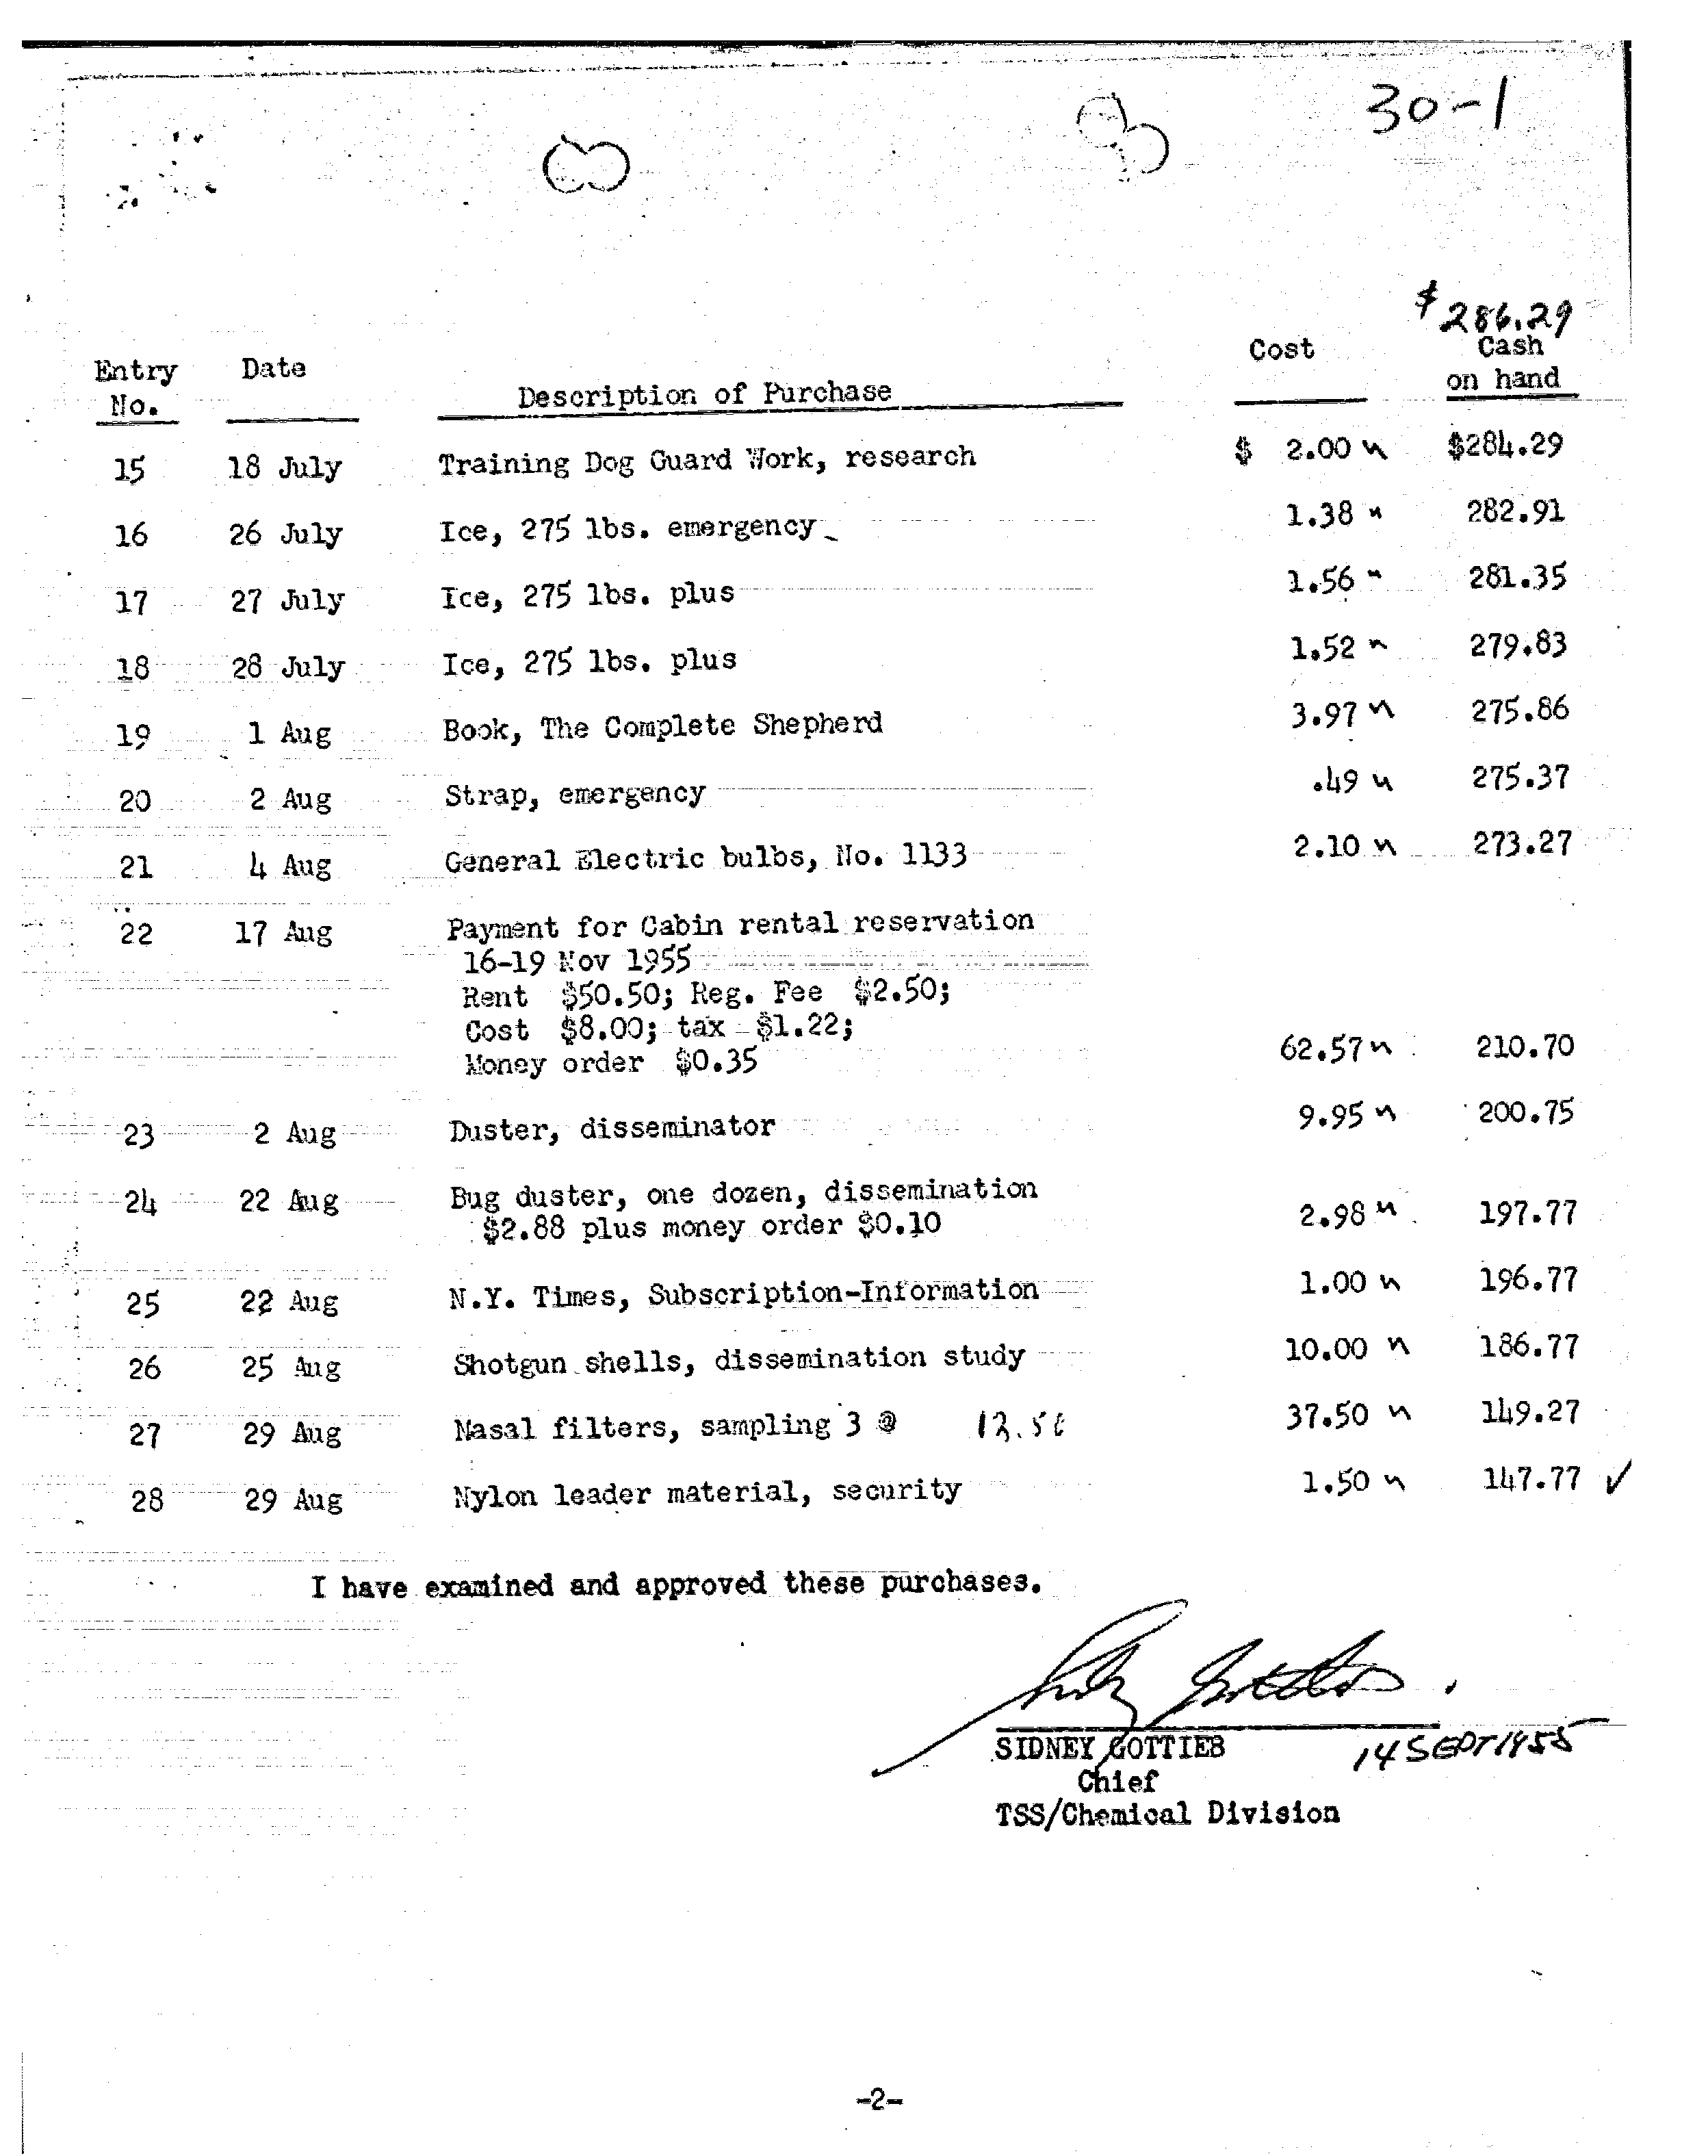 30-1
$286.29
Entry No. Date Description of Purchase Cost Cash on hand
15 18 July Training Dog Guard Work, research $ 2.00 $284.29
16 26 July Ice, 275 lbs. emergency 1.38 282.91
17 27 July Ice, 275 lbs. plus 1.56 281.35
18 28 July Ice, 275 lbs. plus 1.52 279.83
19 1 Aug Book, The Complete Shepherd 3.97 275.86
20 2 Aug Strap, emergency .49 275.37
21 4 Aug General Electric bulbs, No. 1133 2.10 273.27
22 17 Aug Payment for Cabin rental reservation
16-19 Nov 1955
Rent $50.50; Reg. Fee $2.50;
Cost $8.00; tax $1.22;
Money order $0.35 62.57 210.70
23 2 Aug Duster, disseminator 9.95 200.75
24 22 Aug Bug duster, one dozen, dissemination
$2.88 plus money order $0.10 2.98 197.77
25 22 Aug N.Y. Times, Subscription-Information 1.00 196.77
26 25 Aug Shotgun shells, dissemination study 10.00 186.77
27 29 Aug Nasal filters, sampling 3 @ 12.50 37.50 149.27
28 29 Aug Nylon leader material, security 1.50 147.77 ✓
I have examined and approved these purchases.
Sidney Gottlieb
SIDNEY GOTTIEB 14 SEPT 1955
Chief
TSS/Chemical Division
-2-